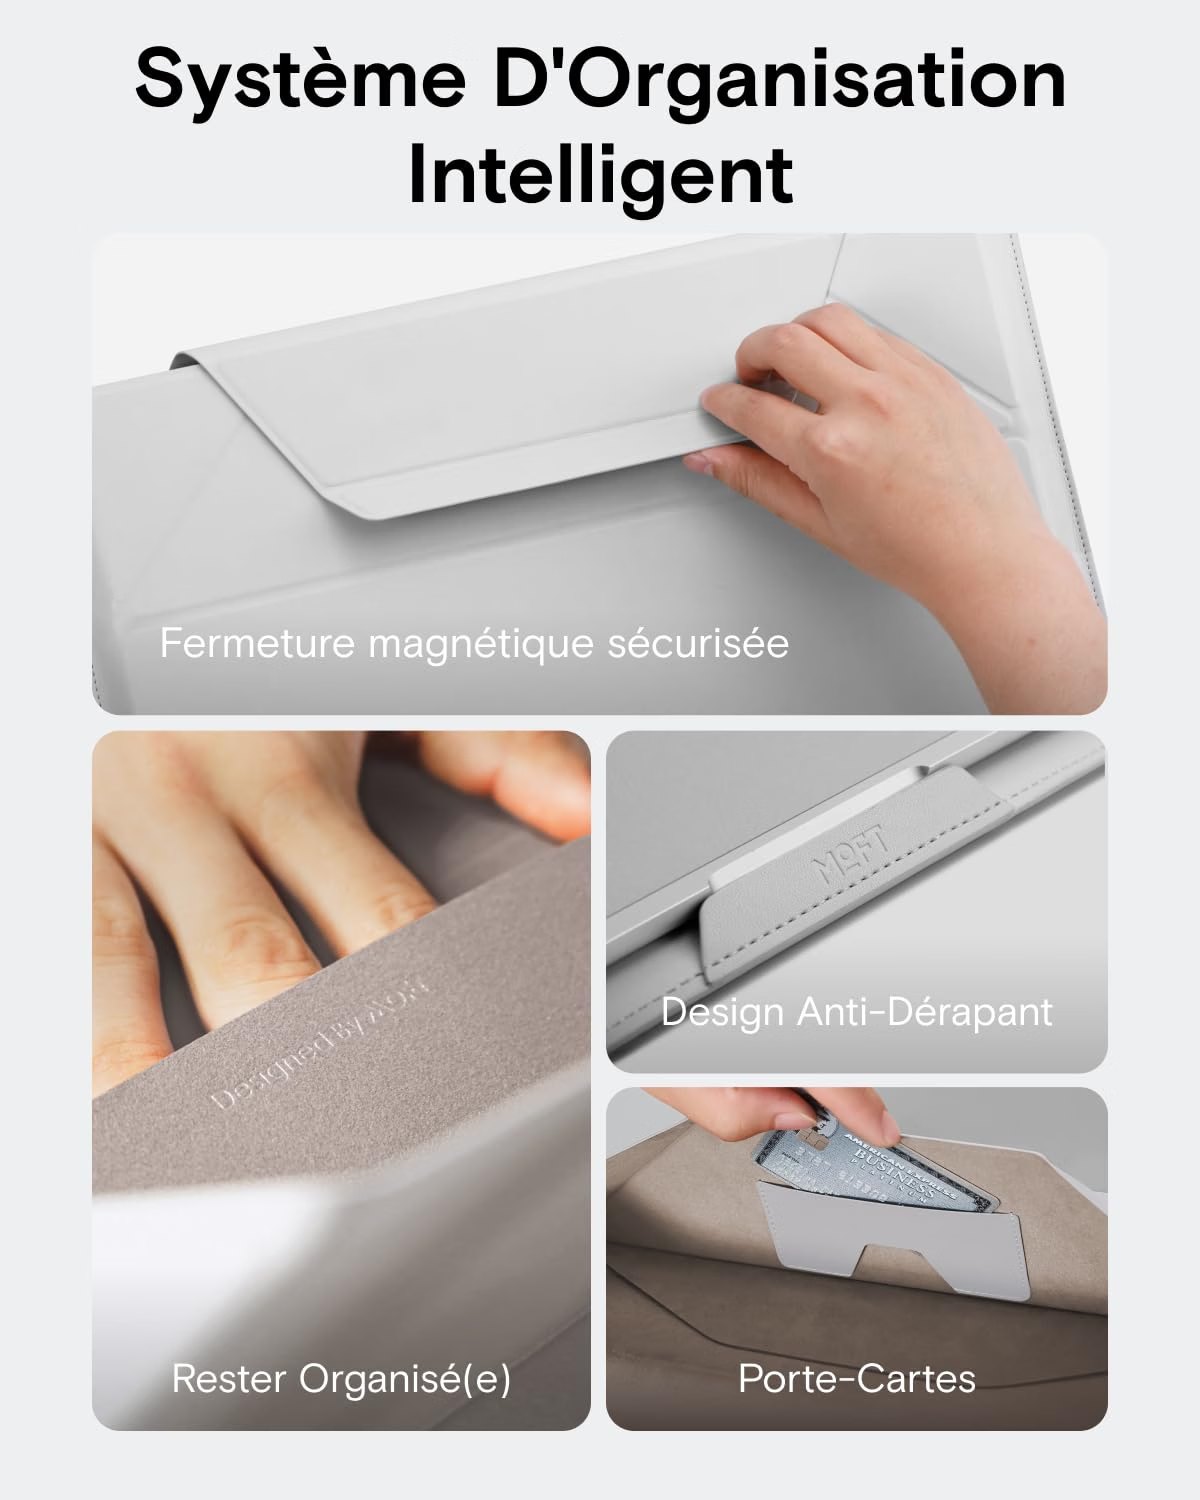 Système D'Organisation
Intelligent
Fermeture magnétique sécurisée
Designed by MOFT
MOFT
Design Anti-Dérapant
Rester Organisé(e)
AMERICAN EXPRESS
BUSINESS
PLATINUM
Porte-Cartes